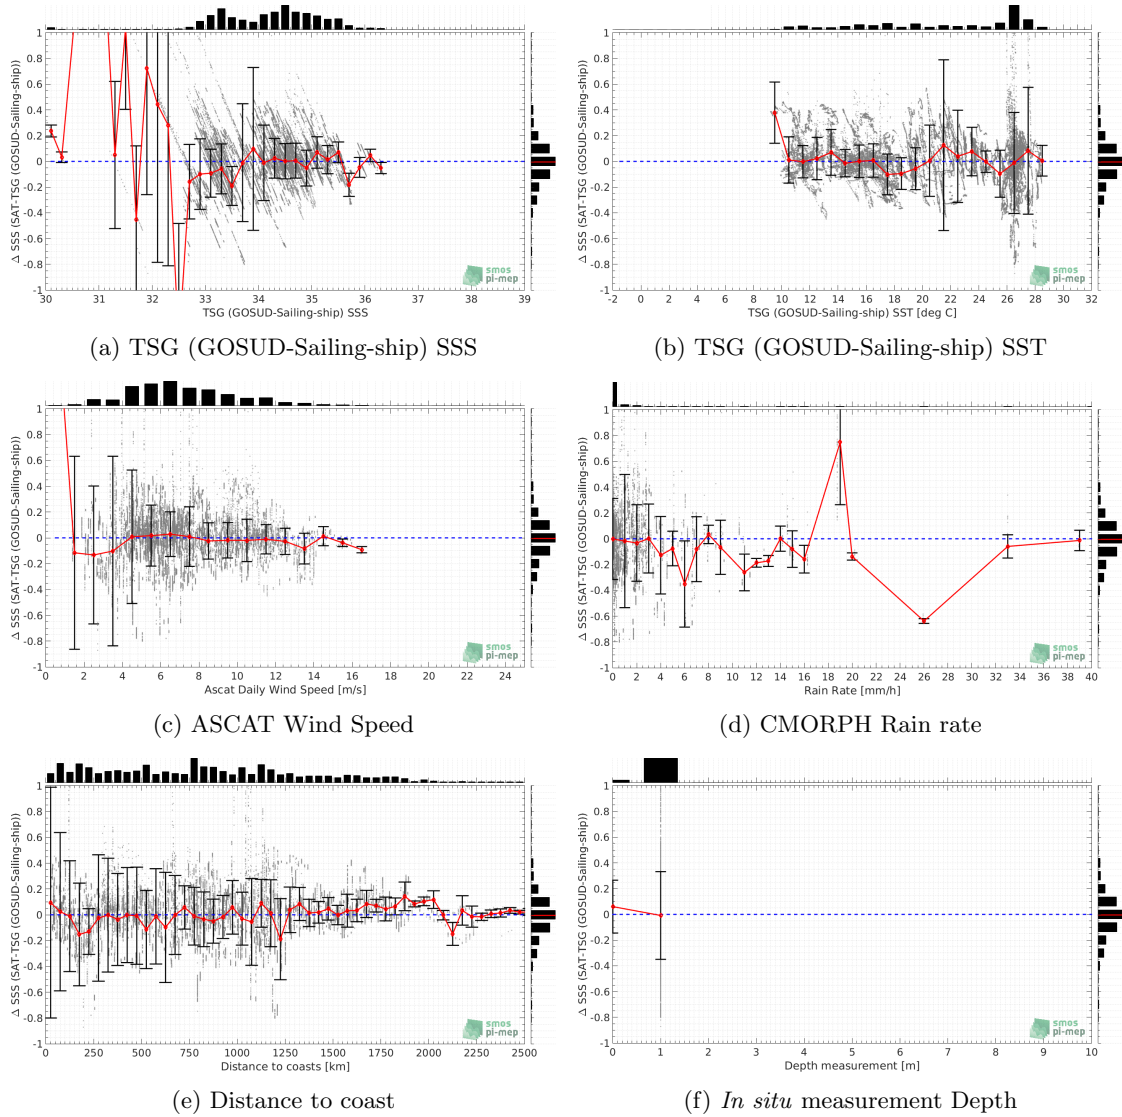 Δ SSS (SAT-TSG (GOSUD-Sailing-ship))
1
0.8
0.6
0.4
0.2
0
-0.2
-0.4
-0.6
-0.8
-1
smos
pi-mep
30 31 32 33 34 35 36 37 38 39
TSG (GOSUD-Sailing-ship) SSS
(a) TSG (GOSUD-Sailing-ship) SSS
Δ SSS (SAT-TSG (GOSUD-Sailing-ship))
1
0.8
0.6
0.4
0.2
0
-0.2
-0.4
-0.6
-0.8
-1
smos
pi-mep
-2 0 2 4 6 8 10 12 14 16 18 20 22 24 26 28 30 32
TSG (GOSUD-Sailing-ship) SST [deg C]
(b) TSG (GOSUD-Sailing-ship) SST
Δ SSS (SAT-TSG (GOSUD-Sailing-ship))
1
0.8
0.6
0.4
0.2
0
-0.2
-0.4
-0.6
-0.8
-1
smos
pi-mep
0 2 4 6 8 10 12 14 16 18 20 22 24
Ascat Daily Wind Speed [m/s]
(c) ASCAT Wind Speed
Δ SSS (SAT-TSG (GOSUD-Sailing-ship))
1
0.8
0.6
0.4
0.2
0
-0.2
-0.4
-0.6
-0.8
-1
smos
pi-mep
0 2 4 6 8 10 12 14 16 18 20 22 24 26 28 30 32 34 36 38 40
Rain Rate [mm/h]
(d) CMORPH Rain rate
Δ SSS (SAT-TSG (GOSUD-Sailing-ship))
1
0.8
0.6
0.4
0.2
0
-0.2
-0.4
-0.6
-0.8
-1
smos
pi-mep
0 250 500 750 1000 1250 1500 1750 2000 2250 2500
Distance to coasts [km]
(e) Distance to coast
Δ SSS (SAT-TSG (GOSUD-Sailing-ship))
1
0.8
0.6
0.4
0.2
0
-0.2
-0.4
-0.6
-0.8
-1
smos
pi-mep
0 1 2 3 4 5 6 7 8 9 10
Depth measurement [m]
(f) In situ measurement Depth